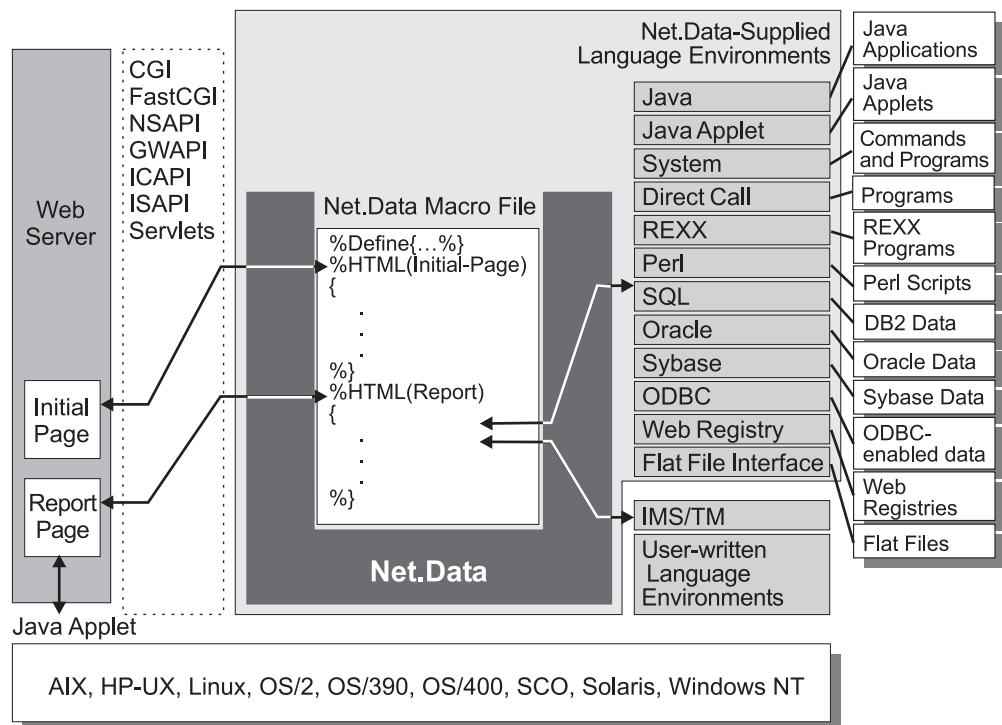 Web
Server
Initial
Page
Report
Page
Java Applet
CGI
FastCGI
NSAPI
GWAPI
ICAPI
ISAPI
Servlets
Net.Data Macro File
%Define{...%}
%HTML(Initial-Page)
{
.
.
.
%}
%HTML(Report)
{
.
.
.
%}
Net.Data
Net.Data-Supplied
Language Environments
Java
Java Applet
System
Direct Call
REXX
Perl
SQL
Oracle
Sybase
ODBC
Web Registry
Flat File Interface
IMS/TM
User-written
Language
Environments
Java
Applications
Java
Applets
Commands
and Programs
Programs
REXX
Programs
Perl Scripts
DB2 Data
Oracle Data
Sybase Data
ODBC-
enabled data
Web
Registries
Flat Files
AIX, HP-UX, Linux, OS/2, OS/390, OS/400, SCO, Solaris, Windows NT